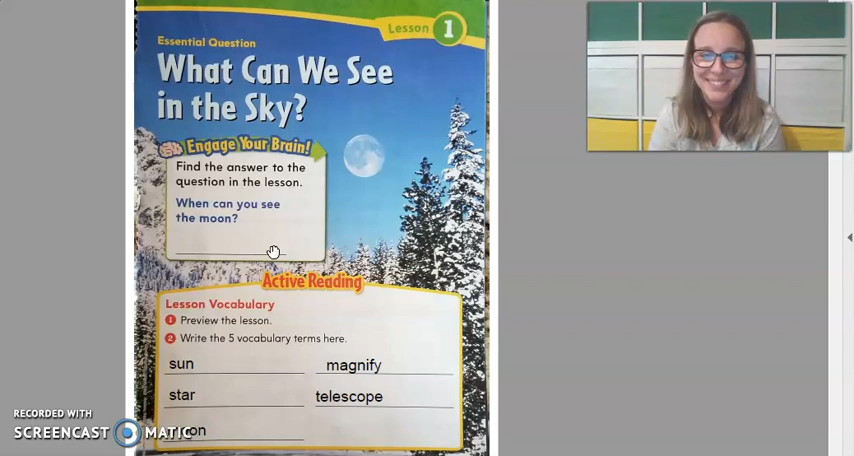 Lesson 1
Essential Question
What Can We See
in the Sky?
Engage Your Brain!
Find the answer to the
question in the lesson.
When can you see
the moon?
Active Reading
Lesson Vocabulary
1 Preview the lesson.
2 Write the 5 vocabulary terms here.
sun
magnify
star
telescope
RECORDED WITH
SCREENCAST MATIC